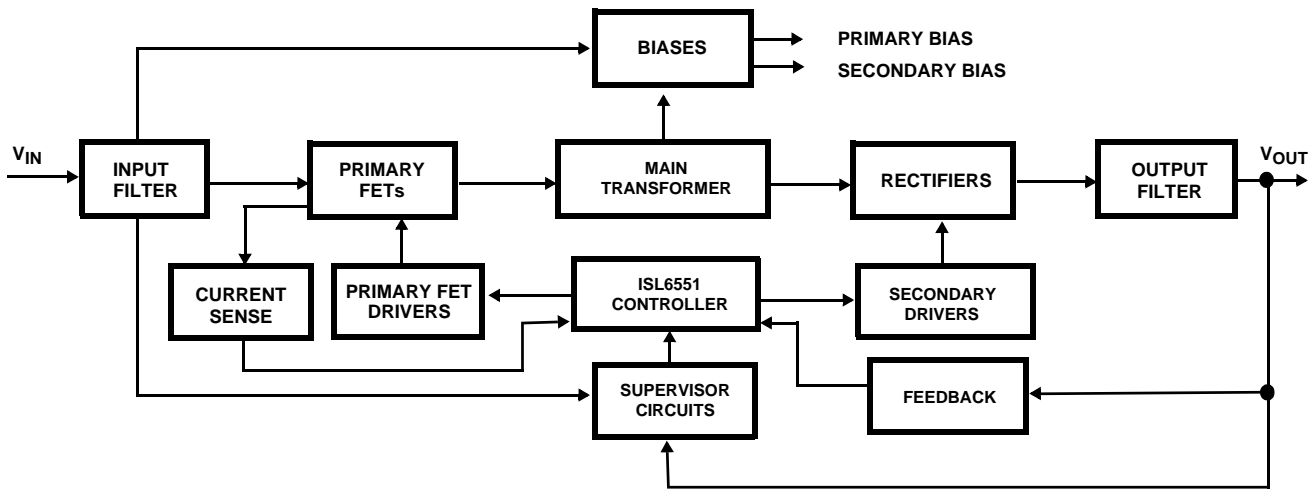 BIASES
PRIMARY BIAS
SECONDARY BIAS
VIN
INPUT
FILTER
PRIMARY
FETs
MAIN
TRANSFORMER
RECTIFIERS
OUTPUT
FILTER
VOUT
CURRENT
SENSE
PRIMARY FET
DRIVERS
ISL6551
CONTROLLER
SECONDARY
DRIVERS
SUPERVISOR
CIRCUITS
FEEDBACK